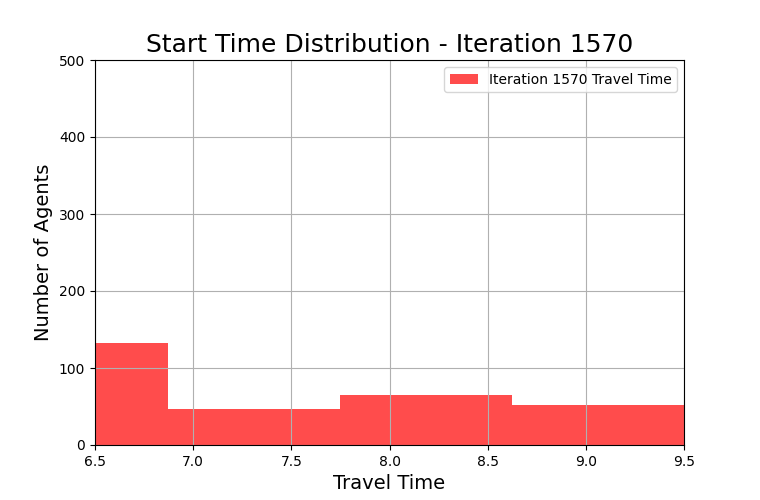 Start Time Distribution - Iteration 1570
Iteration 1570 Travel Time
500
400
300
200
100
0
Number of Agents
6.5 7.0 7.5 8.0 8.5 9.0 9.5
Travel Time